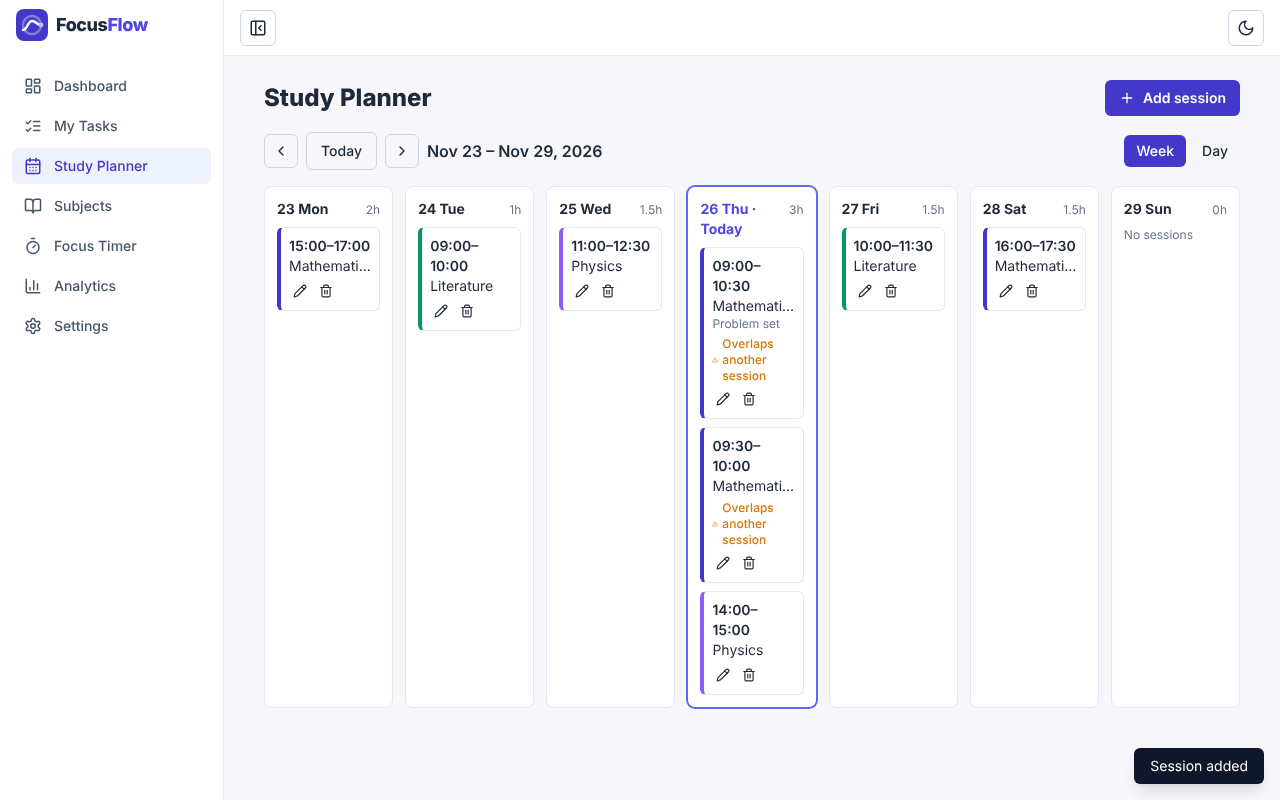 FocusFlow
Dashboard
My Tasks
Study Planner
Subjects
Focus Timer
Analytics
Settings
Study Planner
Add session
Today
Nov 23 – Nov 29, 2026
Week
Day
23 Mon
2h
15:00–17:00
Mathemati...
24 Tue
1h
09:00–
10:00
Literature
25 Wed
1.5h
11:00–12:30
Physics
26 Thu ·
Today
3h
09:00–
10:30
Mathemati...
Problem set
Overlaps
another
session
09:30–
10:00
Mathemati...
Overlaps
another
session
14:00–
15:00
Physics
27 Fri
1.5h
10:00–11:30
Literature
28 Sat
1.5h
16:00–17:30
Mathemati...
29 Sun
0h
No sessions
Session added